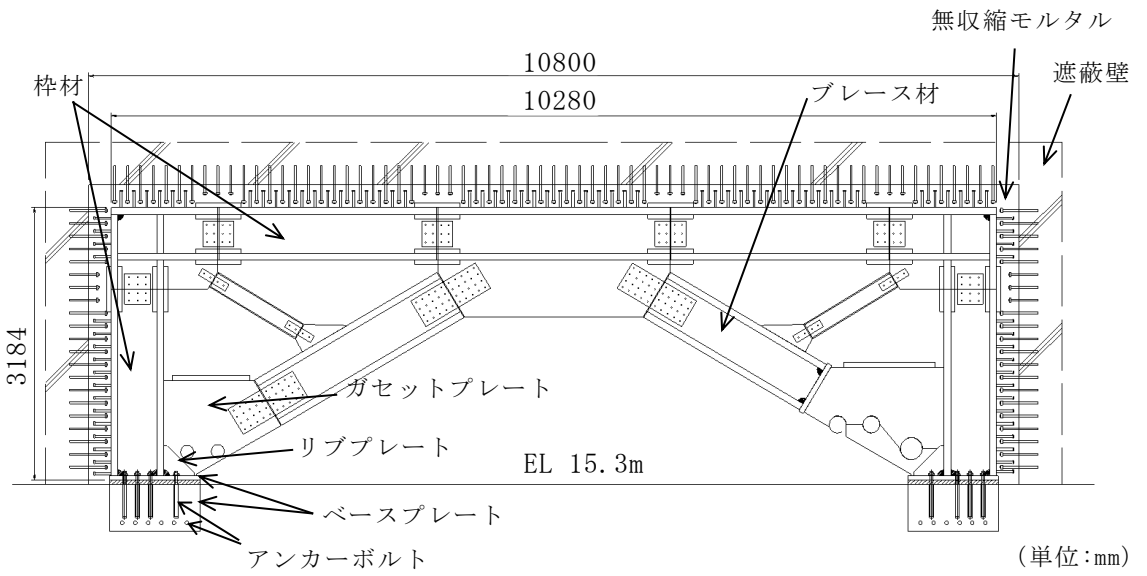 無収縮モルタル
10800
遮蔽壁
枠材
ブレース材
10280
3184
ガセットプレート
リブプレート
EL 15.3m
ベースプレート
アンカーボルト
(単位:mm)